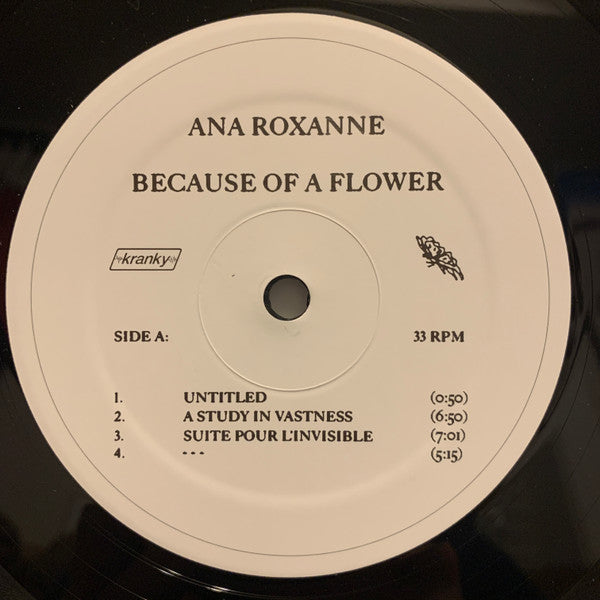 ANA ROXANNE
BECAUSE OF A FLOWER
kranky
SIDE A: 33 RPM
1. UNTITLED (0:50)
2. A STUDY IN VASTNESS (6:50)
3. SUITE POUR L'INVISIBLE (7:01)
4. - - - (5:15)